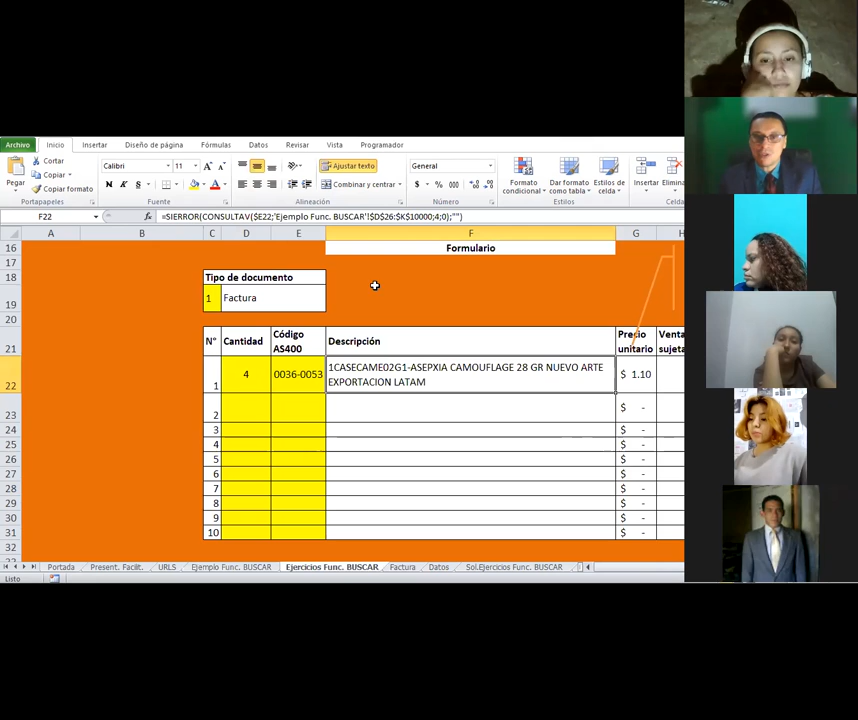 Archivo Inicio Insertar Diseño de página Fórmulas Datos Revisar Vista Programador
Cortar Calibri 11 Ajustar texto General
Copiar
Pegar Copiar formato N K S Combinar y centrar $ % 000 Formato condicional Dar formato como tabla Estilos de celda Insertar
Portapapeles Fuente Alineación Número Estilos
F22 fx =SIERROR(CONSULTAV($E22;'Ejemplo Func. BUSCAR'!$D$26:$K$10000;4;0);"")
A B C D E F G H
16 Formulario
17
18 Tipo de documento
19 1 Factura
20
21 N° Cantidad Código AS400 Descripción Precio unitario Venta sujeta
22 1 4 0036-0053 1CASECAME02G1-ASEPXIA CAMOUFLAGE 28 GR NUEVO ARTE EXPORTACION LATAM $ 1.10
23 2 $ -
24 3 $ -
25 4 $ -
26 5 $ -
27 6 $ -
28 7 $ -
29 8 $ -
30 9 $ -
31 10 $ -
32
Portada Present. Facilit. URLS Ejemplo Func. BUSCAR Ejercicios Func. BUSCAR Factura Datos Sol.Ejercicios Func. BUSCAR
Listo